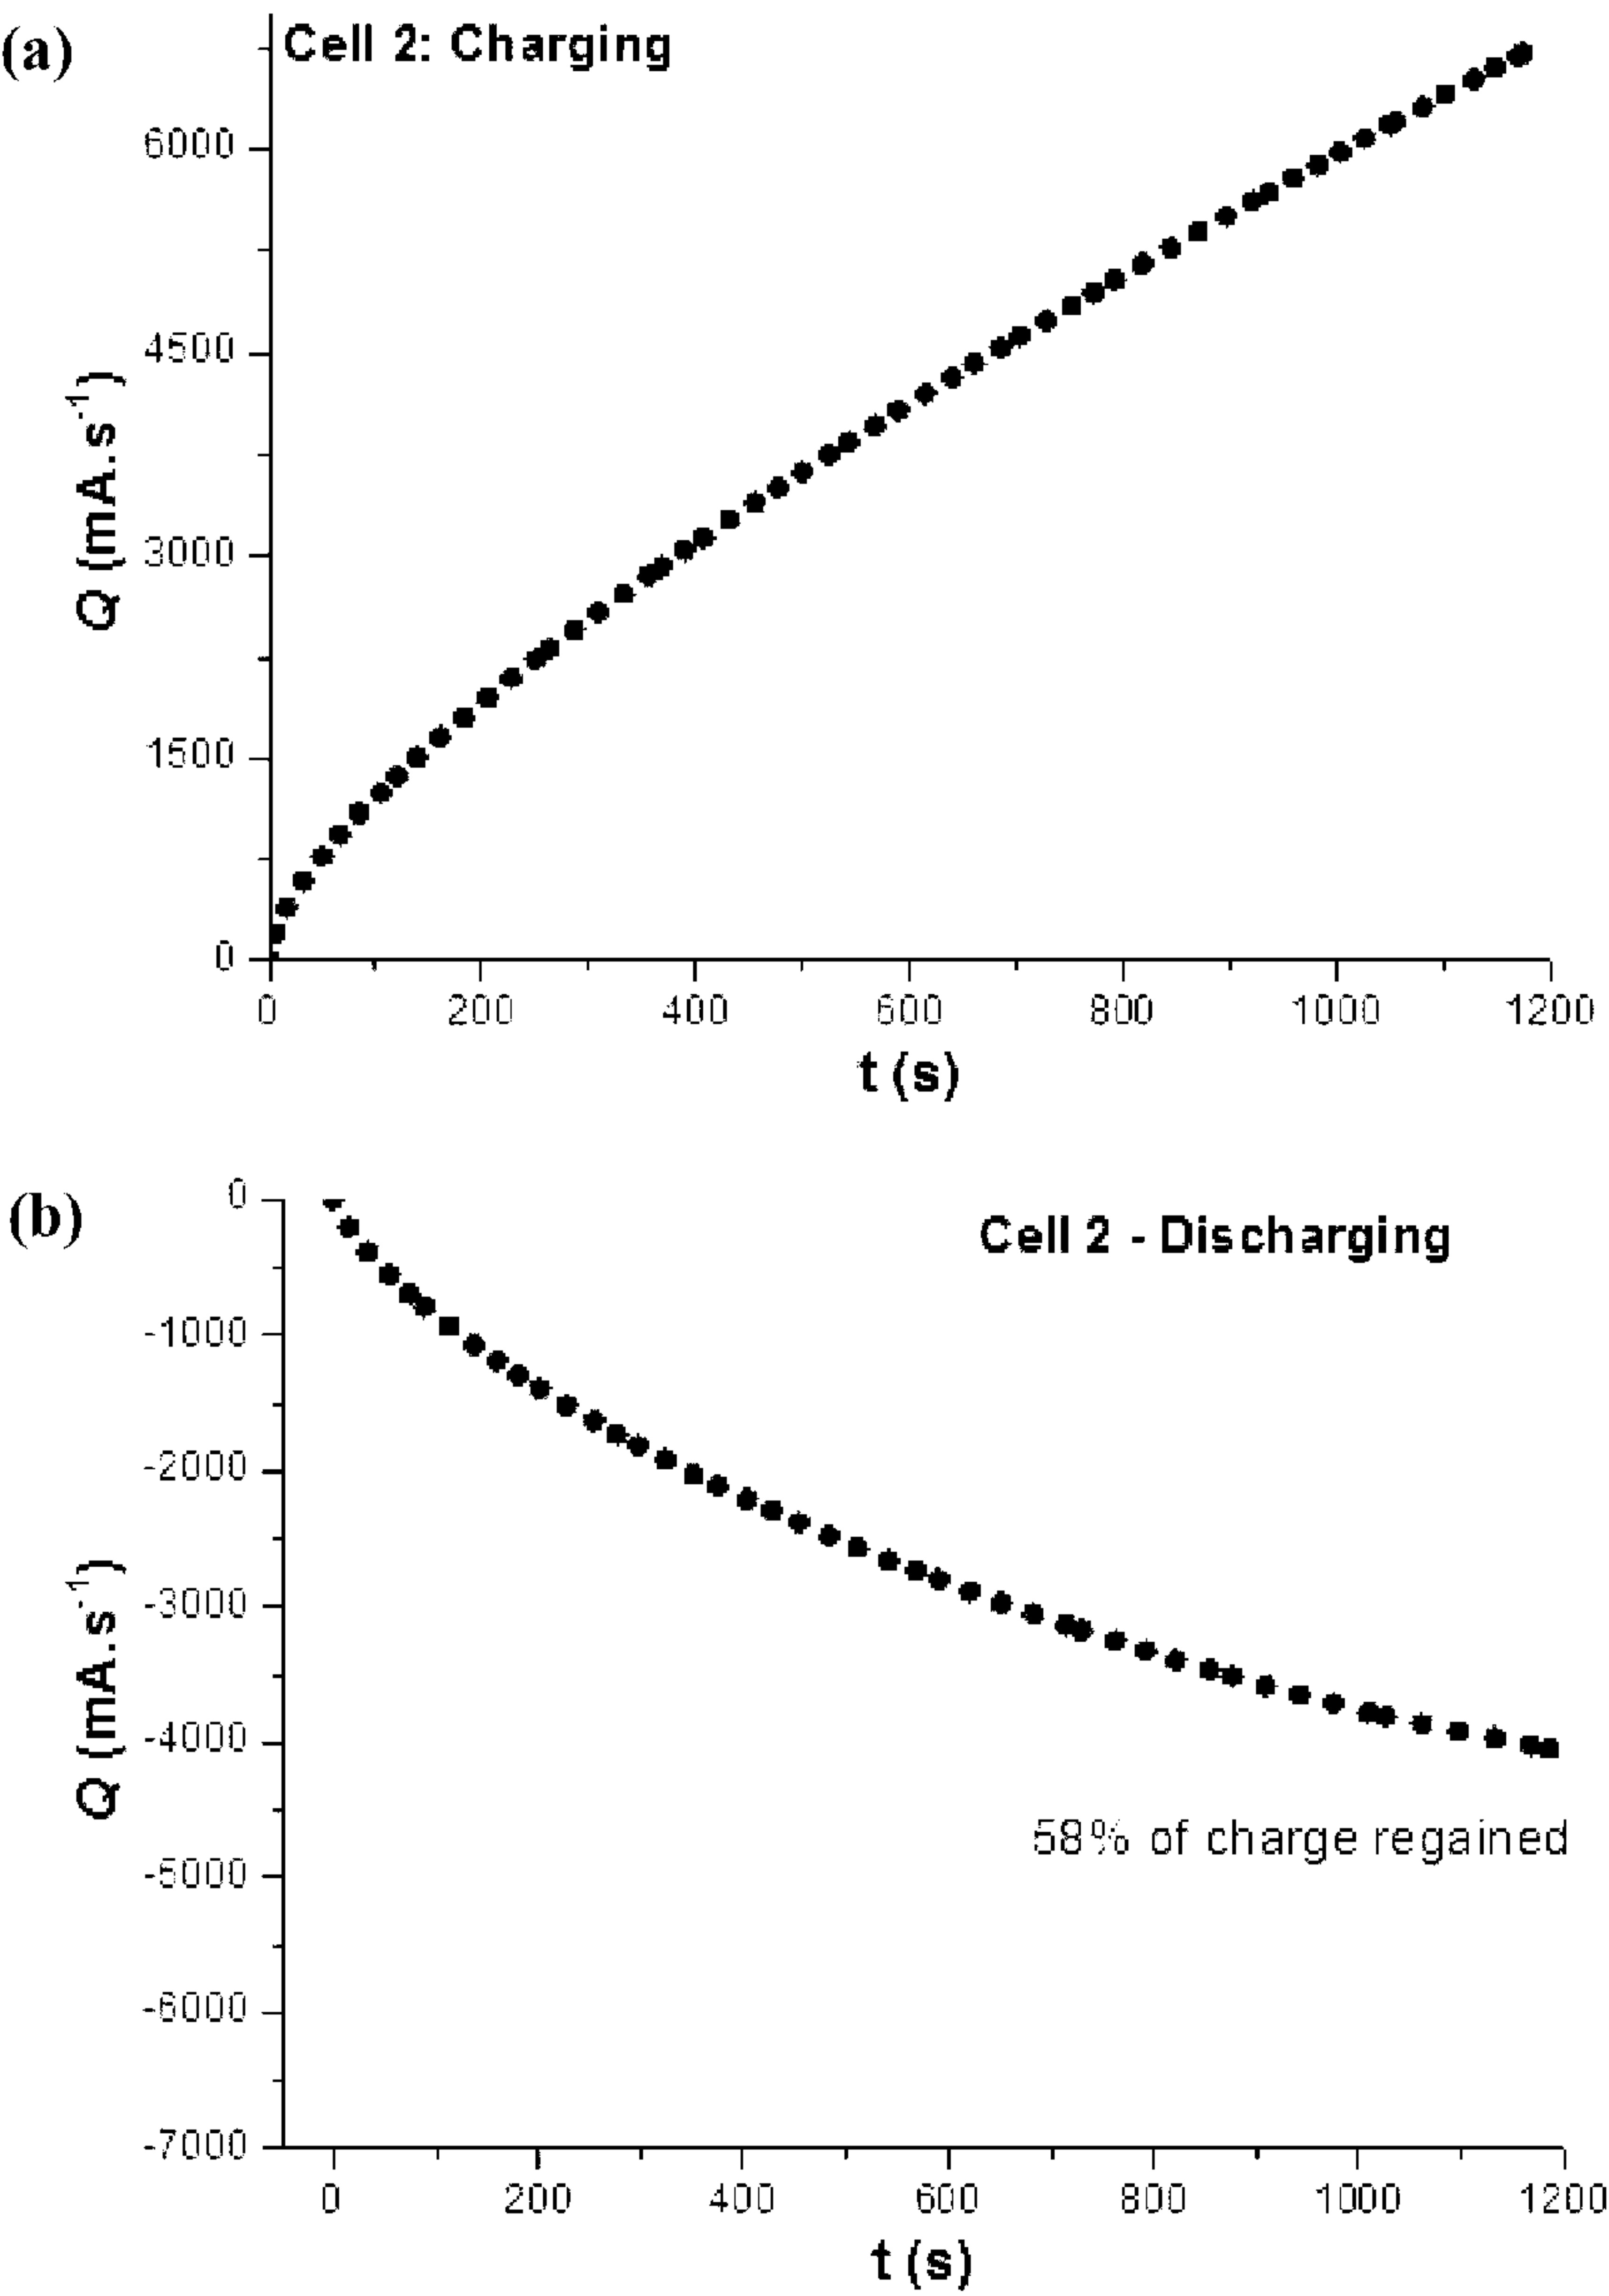 (a)
Cell 2: Charging
6000
4500
3000
1500
0
Q (mA.s⁻¹)
0 200 400 600 800 1000 1200
t (s)
(b)
Cell 2 - Discharging
0
-1000
-2000
-3000
-4000
-5000
-6000
-7000
Q (mA.s⁻¹)
58% of charge regained
0 200 400 600 800 1000 1200
t (s)